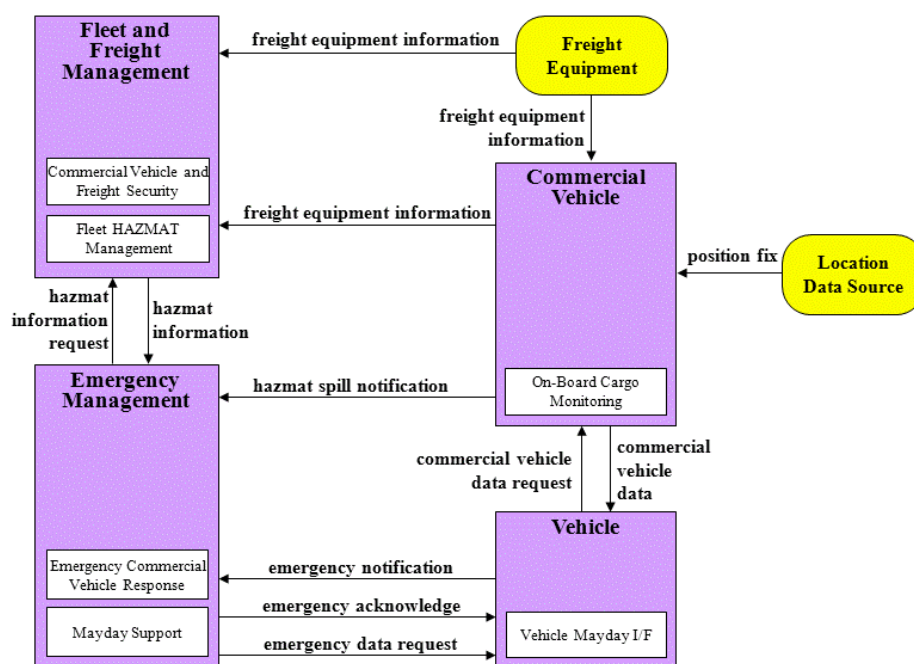 Fleet and
Freight
Management
freight equipment information
Freight
Equipment
freight equipment
information
Commercial Vehicle and
Freight Security
Commercial
Vehicle
Fleet HAZMAT
Management
freight equipment information
position fix
Location
Data Source
hazmat
information
request
hazmat
information
Emergency
Management
hazmat spill notification
On-Board Cargo
Monitoring
commercial vehicle
data request
commercial
vehicle
data
Vehicle
Emergency Commercial
Vehicle Response
emergency notification
emergency acknowledge
Mayday Support
emergency data request
Vehicle Mayday I/F